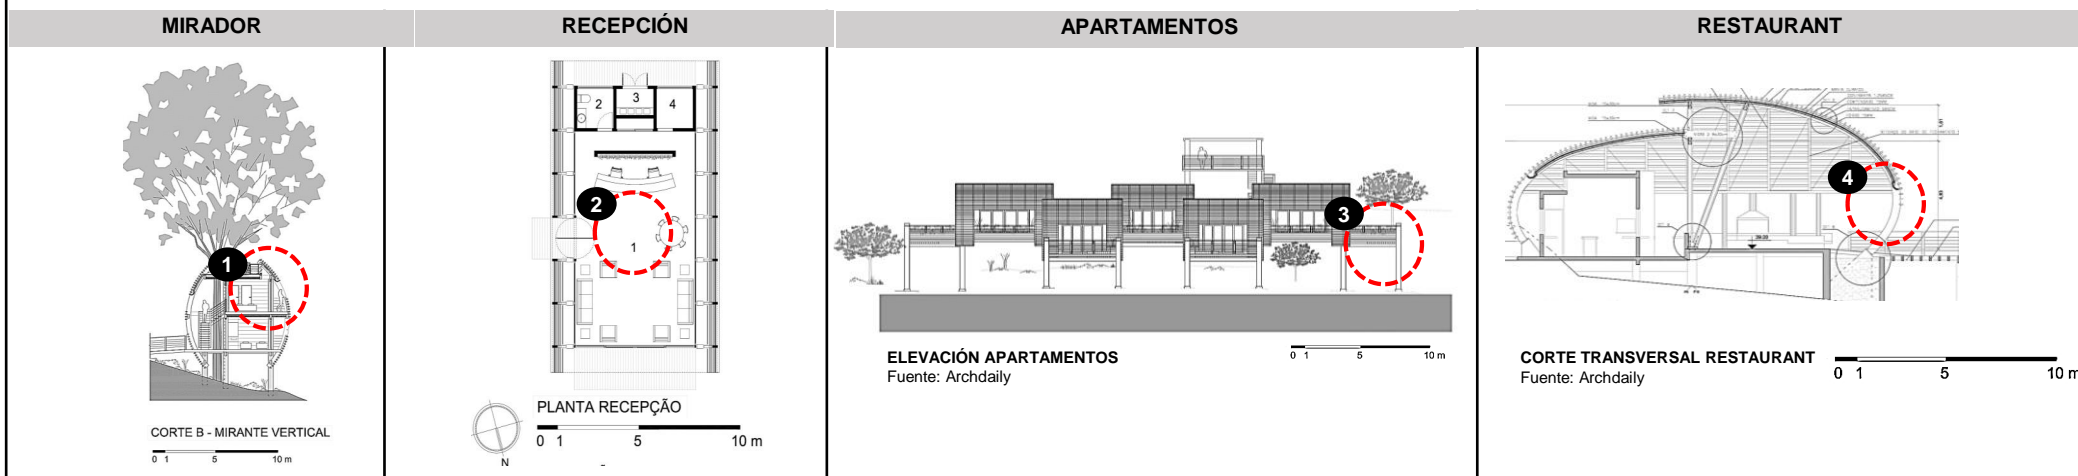 MIRADOR
RECEPCIÓN
APARTAMENTOS
RESTAURANT
1
CORTE B - MIRANTE VERTICAL
0 1 5 10 m
2
3
4
2
1
PLANTA RECEPÇÃO
0 1 5 10 m
N
3
ELEVACIÓN APARTAMENTOS
Fuente: Archdaily
0 1 5 10 m
4
CORTE TRANSVERSAL RESTAURANT
Fuente: Archdaily
0 1 5 10 m